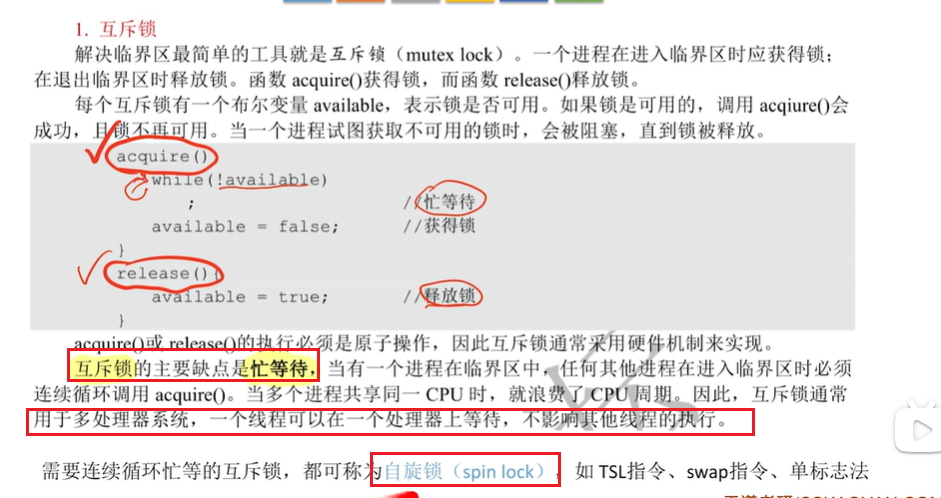 1. 互斥锁
解决临界区最简单的工具就是互斥锁（mutex lock）。一个进程在进入临界区时应获得锁；
在退出临界区时释放锁。函数 acquire()获得锁，而函数 release()释放锁。
每个互斥锁有一个布尔变量 available，表示锁是否可用。如果锁是可用的，调用 acqiure()会
成功，且锁不再可用。当一个进程试图获取不可用的锁时，会被阻塞，直到锁被释放。
acquire()
while(!available)
; //忙等待
available = false; //获得锁
}
release(){
available = true; //释放锁
}
acquire()或 release()的执行必须是原子操作，因此互斥锁通常采用硬件机制来实现。
互斥锁的主要缺点是忙等待，当有一个进程在临界区中，任何其他进程在进入临界区时必须
连续循环调用 acquire()。当多个进程共享同一 CPU 时，就浪费了 CPU 周期。因此，互斥锁通常
用于多处理器系统，一个线程可以在一个处理器上等待，不影响其他线程的执行。
需要连续循环忙等的互斥锁，都可称为自旋锁（spin lock），如 TSL指令、swap指令、单标志法